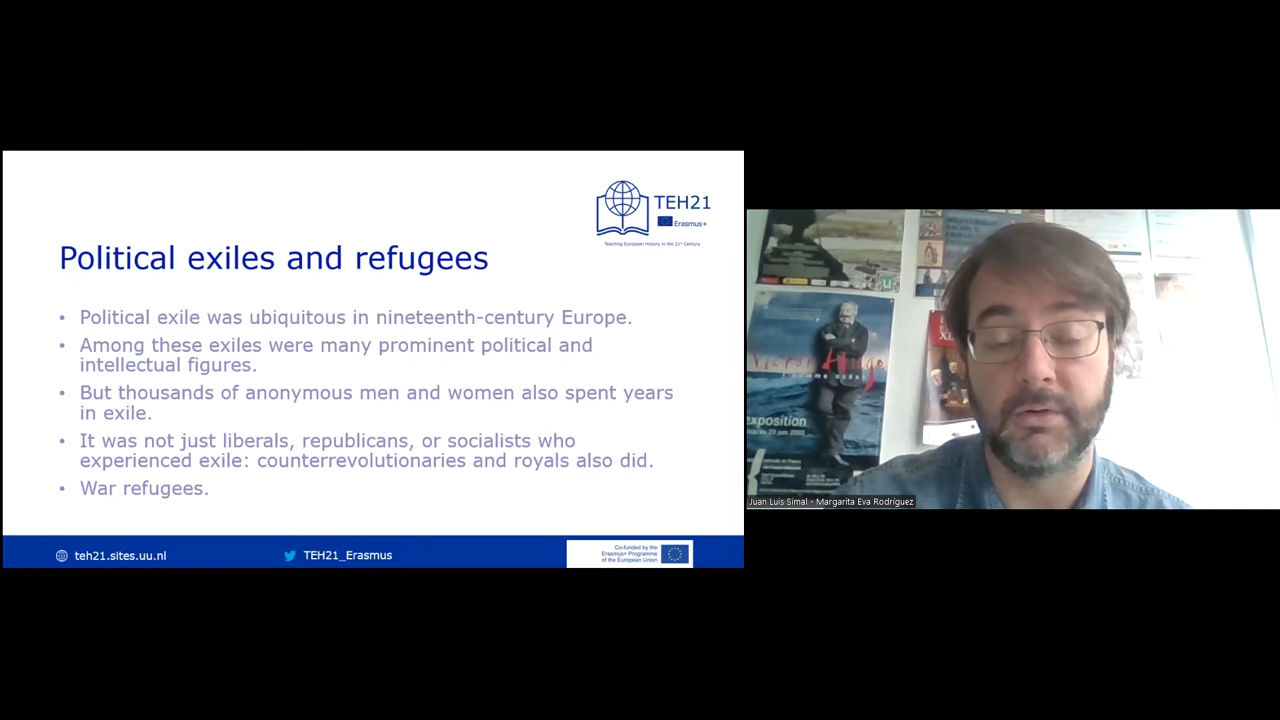 TEH21
Erasmus+
Teaching European History in the 21st Century
Political exiles and refugees
• Political exile was ubiquitous in nineteenth-century Europe.
• Among these exiles were many prominent political and
intellectual figures.
• But thousands of anonymous men and women also spent years
in exile.
• It was not just liberals, republicans, or socialists who
experienced exile: counterrevolutionaries and royals also did.
• War refugees.
teh21.sites.uu.nl
TEH21_Erasmus
Co-funded by the
Erasmus+ Programme
of the European Union
Victor Hugo
exposition
Juan Luis Simal - Margarita Eva Rodríguez